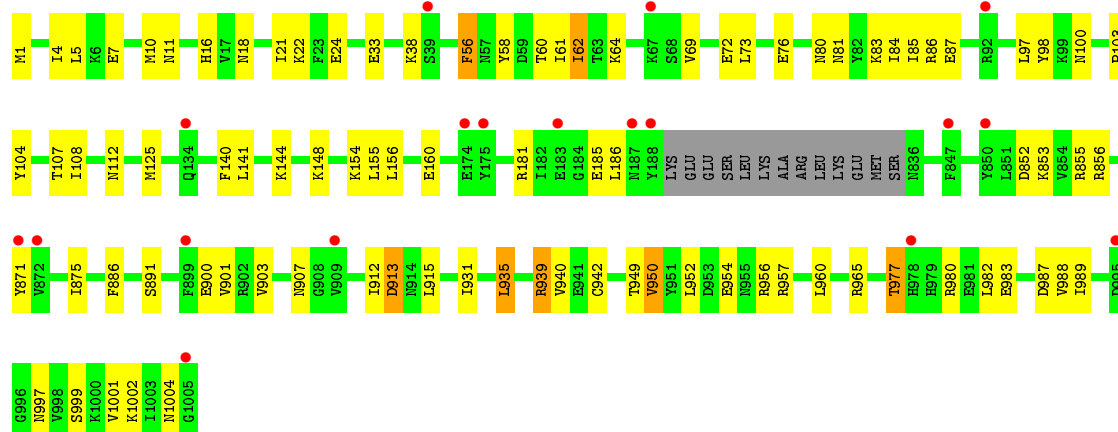 M1 I4 L5 K6 E7 M10 N11 H16 V17 N18 I21 K22 F23 E24 E33 K38 S39 F56 N57 Y58 D59 T60 I61 I62 T63 K64 K67 S68 V69 E72 L73 E76 N80 N81 Y82 K83 I84 I85 R86 E87 R92 L97 Y98 K99 N100
Y104 T107 I108 N112 M125 Q134 F140 L141 K144 K148 K154 L155 L156 E160 E174 Y175 R181 I182 E183 G184 E185 L186 N187 Y188 LYS GLU GLU SER LEU LYS ALA ARG LEU LYS GLU MET SER N836 F847 Y850 L851 D852 K853 V854 R855 R856
Y871 V872 I875 F886 S891 F899 E900 V901 R902 V903 N907 G908 V909 I912 D913 N914 L915 I931 L935 R939 V940 E941 C942 T949 V950 Y951 L952 D953 E954 N955 R956 R957 L960 R965 T977 H978 H979 R980 E981 L982 E983 D987 V988 I989 D995
G996 N997 V998 S999 K1000 V1001 K1002 I1003 N1004 G1005